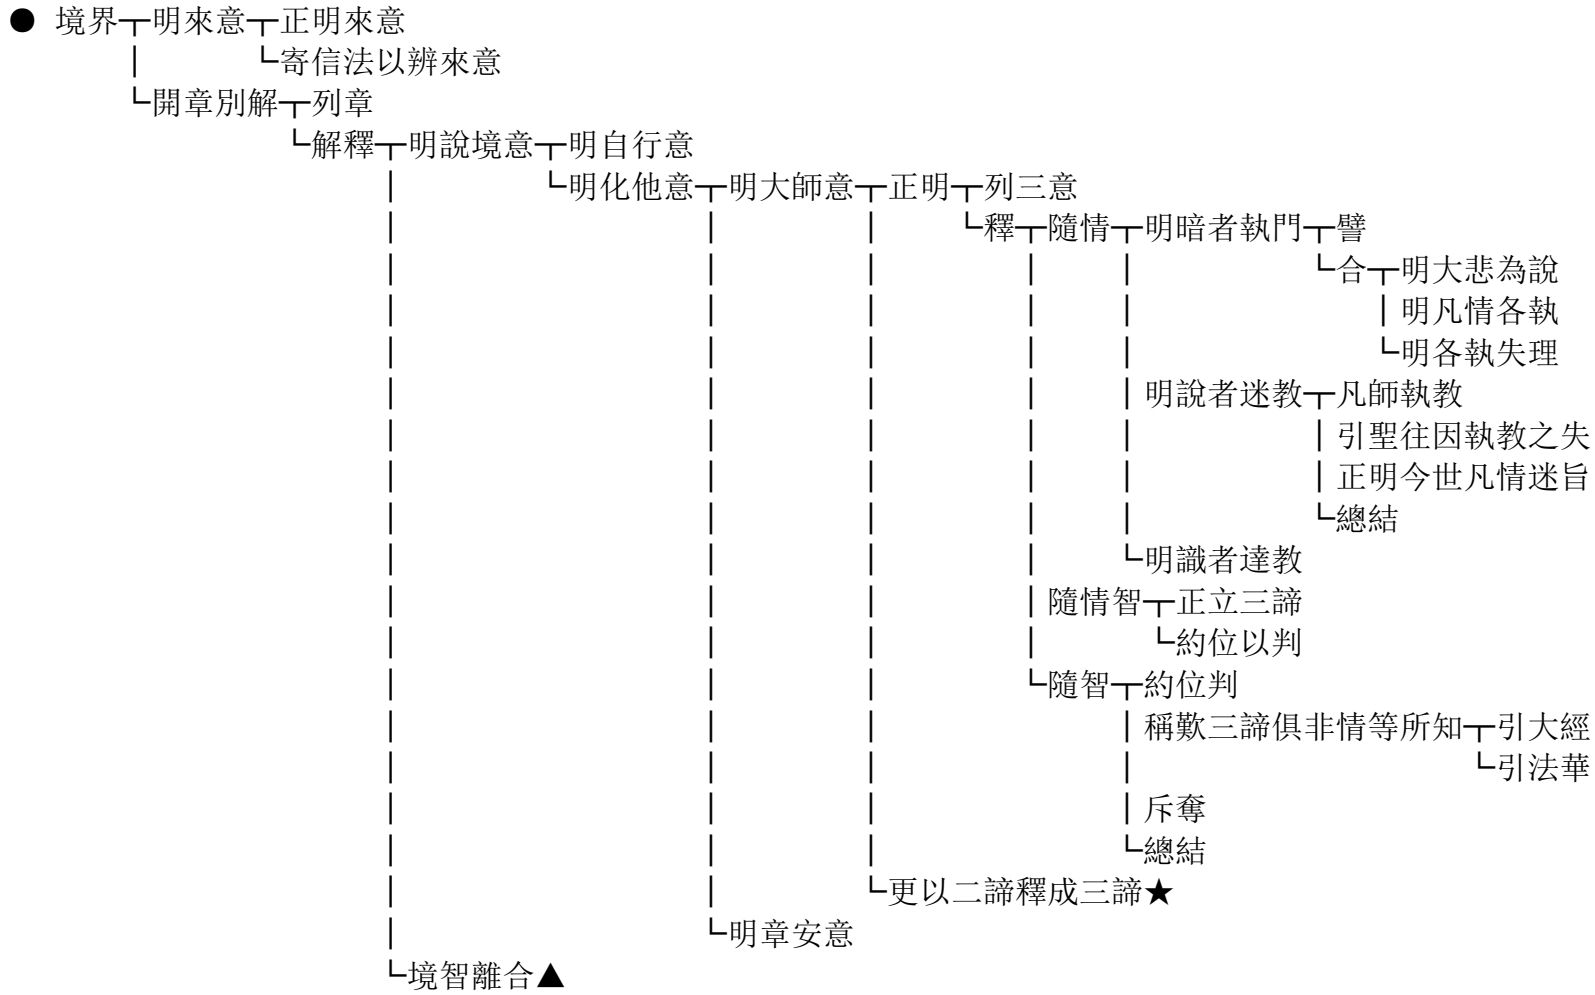 ● 境界┬明來意┬正明來意
│ └寄信法以辨來意
└開章別解┬列章
└解釋┬明說境意┬明自行意
│ └明化他意┬明大師意┬正明┬列三意
│ │ │ └釋┬隨情┬明暗者執門┬譬
│ │ │ │ │ └合┬明大悲為說
│ │ │ │ │ │明凡情各執
│ │ │ │ │ └明各執失理
│ │ │ │ │明說者迷教┬凡師執教
│ │ │ │ │ │引聖往因執教之失
│ │ │ │ │ │正明今世凡情迷旨
│ │ │ │ │ └總結
│ │ │ │ └明識者達教
│ │ │ │隨情智┬正立三諦
│ │ │ │ └約位以判
│ │ │ └隨智┬約位判
│ │ │ │稱歎三諦俱非情等所知┬引大經
│ │ │ │ └引法華
│ │ │ │斥奪
│ │ │ └總結
│ │ └更以二諦釋成三諦★
│ └明章安意
└境智離合▲